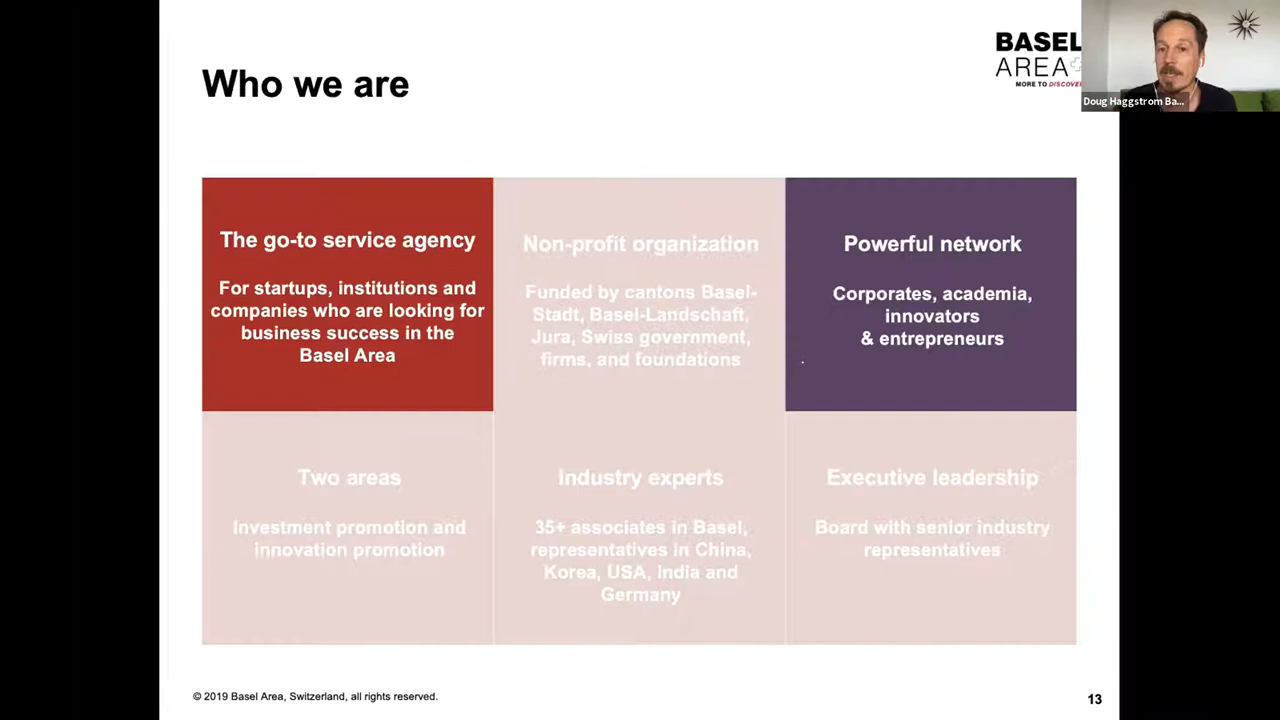 Who we are
BASEL
AREA
MORE TO DISCOVER
Doug Haggstrom Ba...
The go-to service agency
For startups, institutions and
companies who are looking for
business success in the
Basel Area
Non-profit organization
Funded by cantons Basel-
Stadt, Basel-Landschaft,
Jura, Swiss government,
firms, and foundations
Powerful network
Corporates, academia,
innovators
& entrepreneurs
Two areas
Investment promotion and
innovation promotion
Industry experts
35+ associates in Basel,
representatives in China,
Korea, USA, India and
Germany
Executive leadership
Board with senior industry
representatives
© 2019 Basel Area, Switzerland, all rights reserved.
13